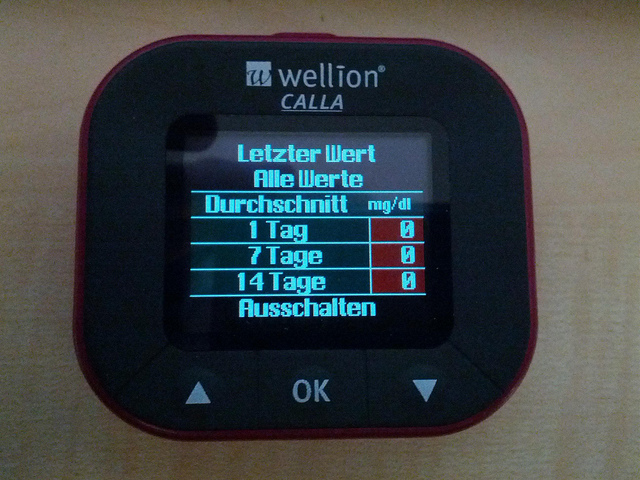 w wellion®
CALLA
Letzter Wert
Alle Werte
Durchschnitt mg/dl
1 Tag 0
7 Tage 0
14 Tage 0
Ausschalten
▲ OK ▼